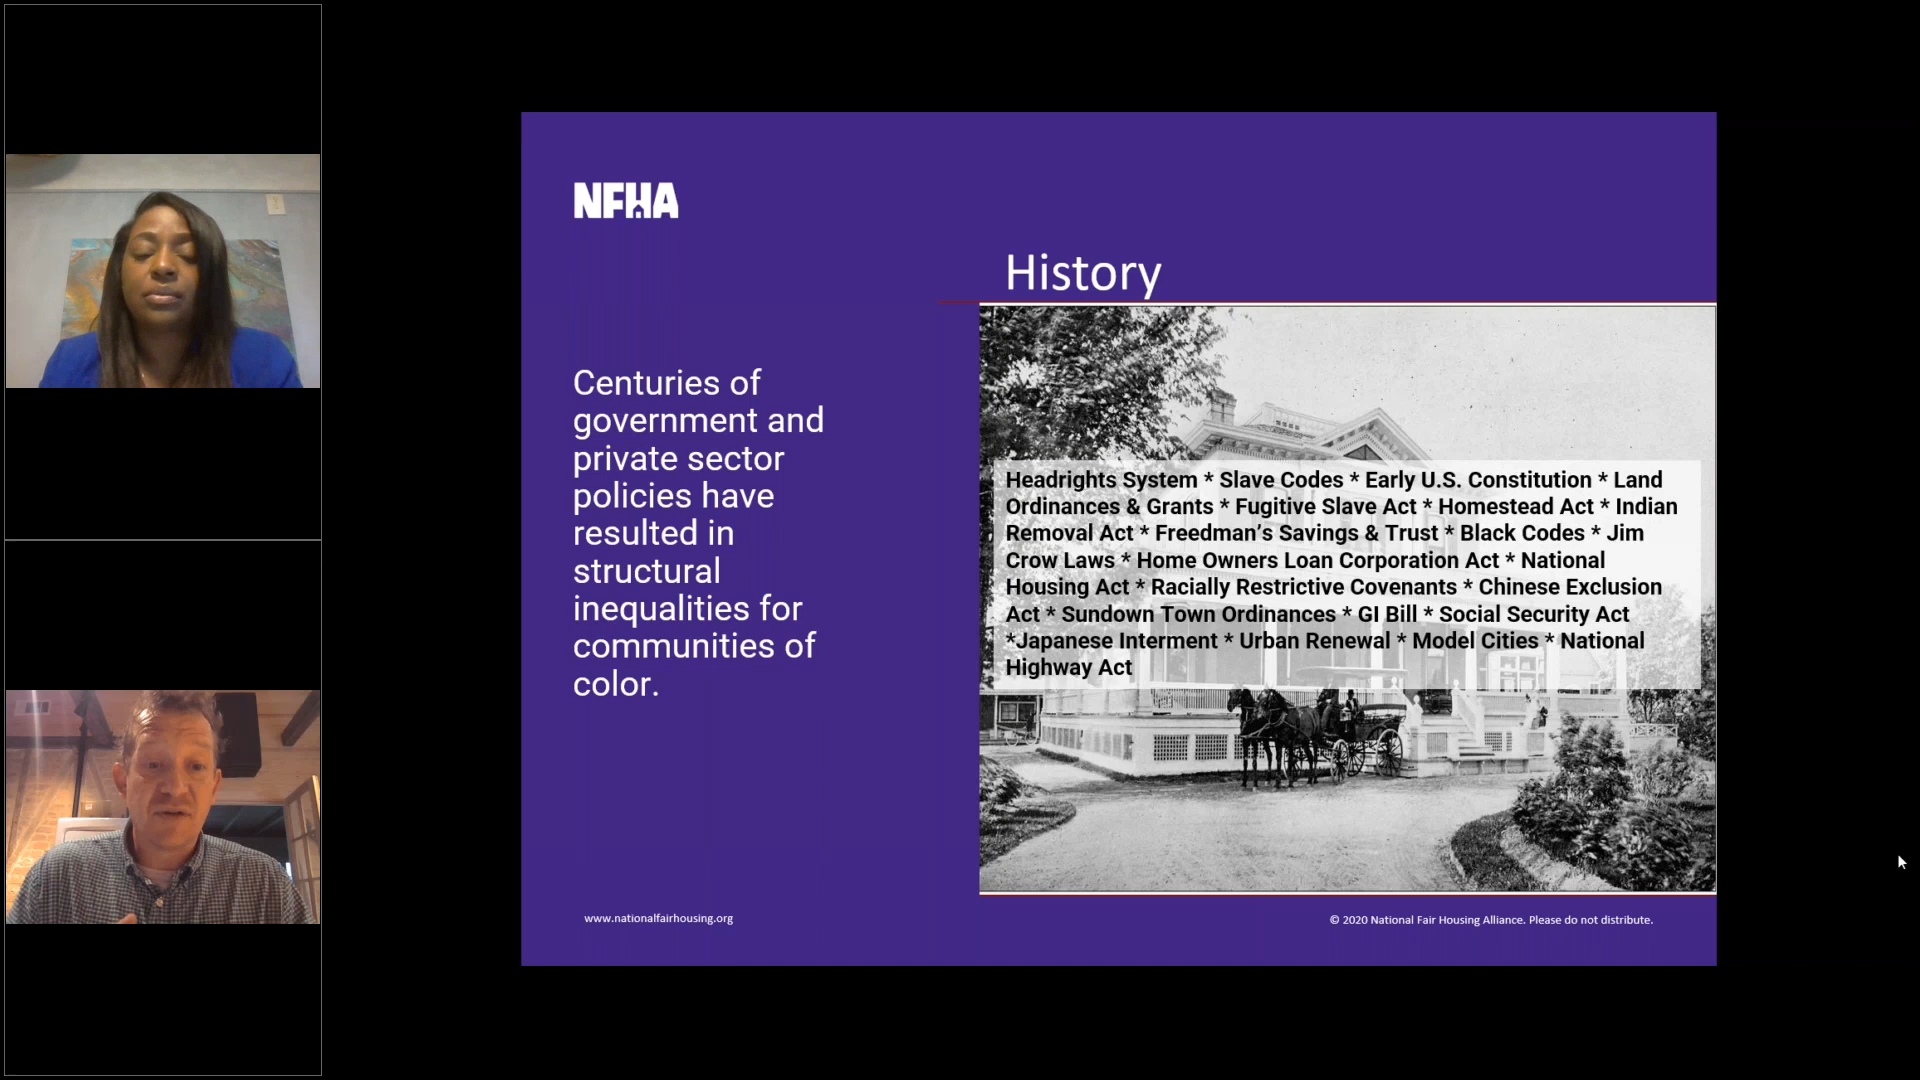 NFHA
History
Centuries of
government and
private sector
policies have
resulted in
structural
inequalities for
communities of
color.
Headrights System * Slave Codes * Early U.S. Constitution * Land
Ordinances & Grants * Fugitive Slave Act * Homestead Act * Indian
Removal Act * Freedman’s Savings & Trust * Black Codes * Jim
Crow Laws * Home Owners Loan Corporation Act * National
Housing Act * Racially Restrictive Covenants * Chinese Exclusion
Act * Sundown Town Ordinances * GI Bill * Social Security Act
*Japanese Interment * Urban Renewal * Model Cities * National
Highway Act
www.nationalfairhousing.org
© 2020 National Fair Housing Alliance. Please do not distribute.